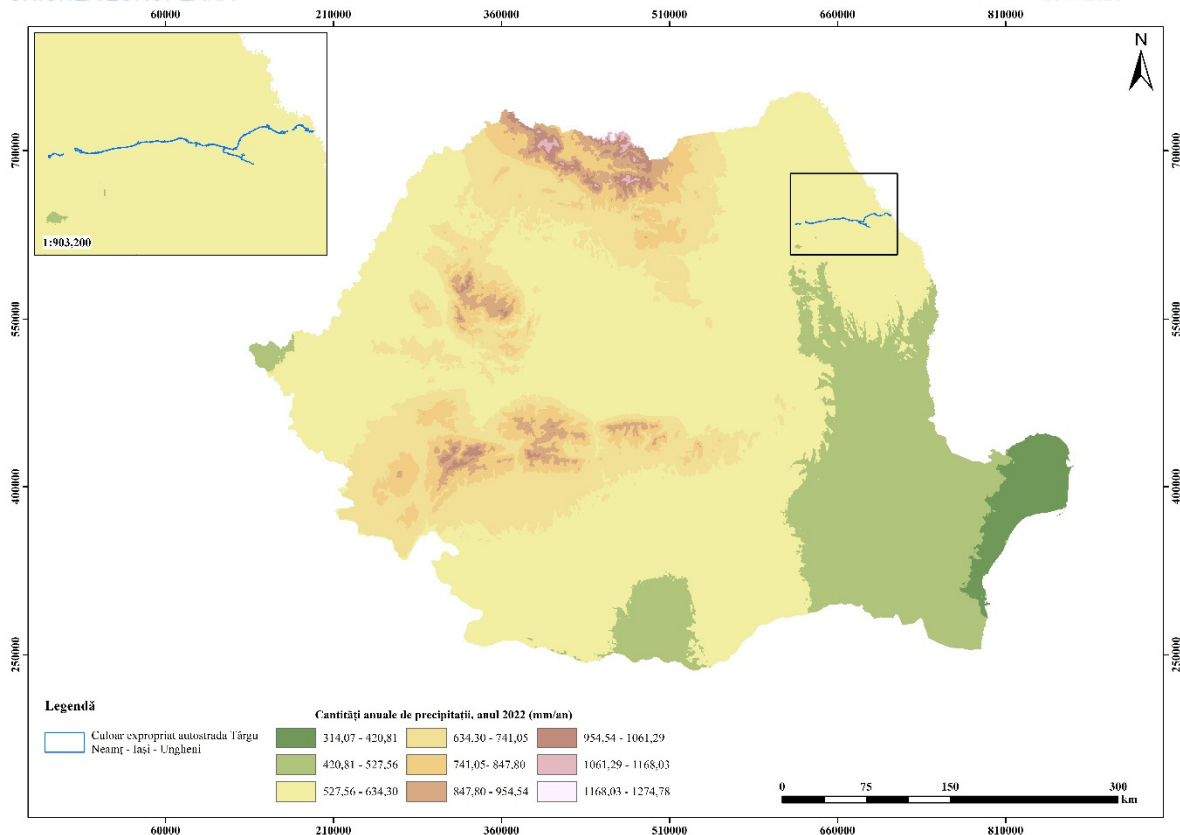 60000 210000 360000 510000 660000 810000
N
700000 700000
1:903,200
550000 550000
400000 400000
250000 250000
Legendă
Culoar expropriat autostrada Târgu
Neamț - Iași - Ungheni
Cantități anuale de precipitații, anul 2022 (mm/an)
314,07 - 420,81 634,30 - 741,05 954,54 - 1061,29
420,81 - 527,56 741,05- 847,80 1061,29 - 1168,03
527,56 - 634,30 847,80 - 954,54 1168,03 - 1274,78
0 75 150 300
km
60000 210000 360000 510000 660000 810000